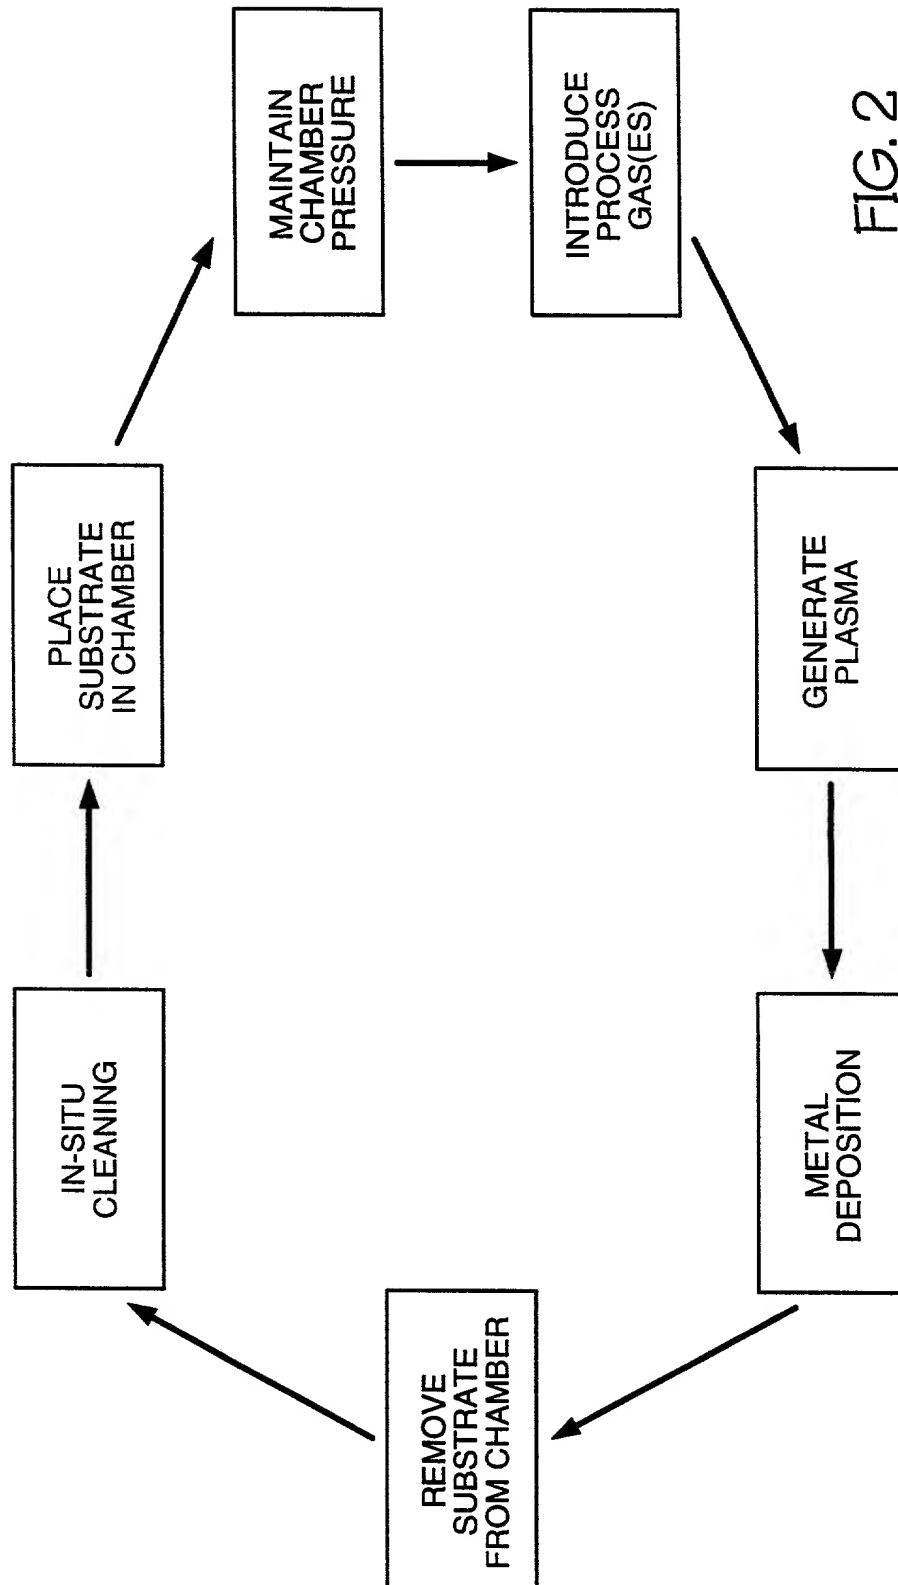 IN-SITU
CLEANING
PLACE
SUBSTRATE
IN CHAMBER
MAINTAIN
CHAMBER
PRESSURE
INTRODUCE
PROCESS
GAS(ES)
GENERATE
PLASMA
METAL
DEPOSITION
REMOVE
SUBSTRATE
FROM CHAMBER
FIG. 2